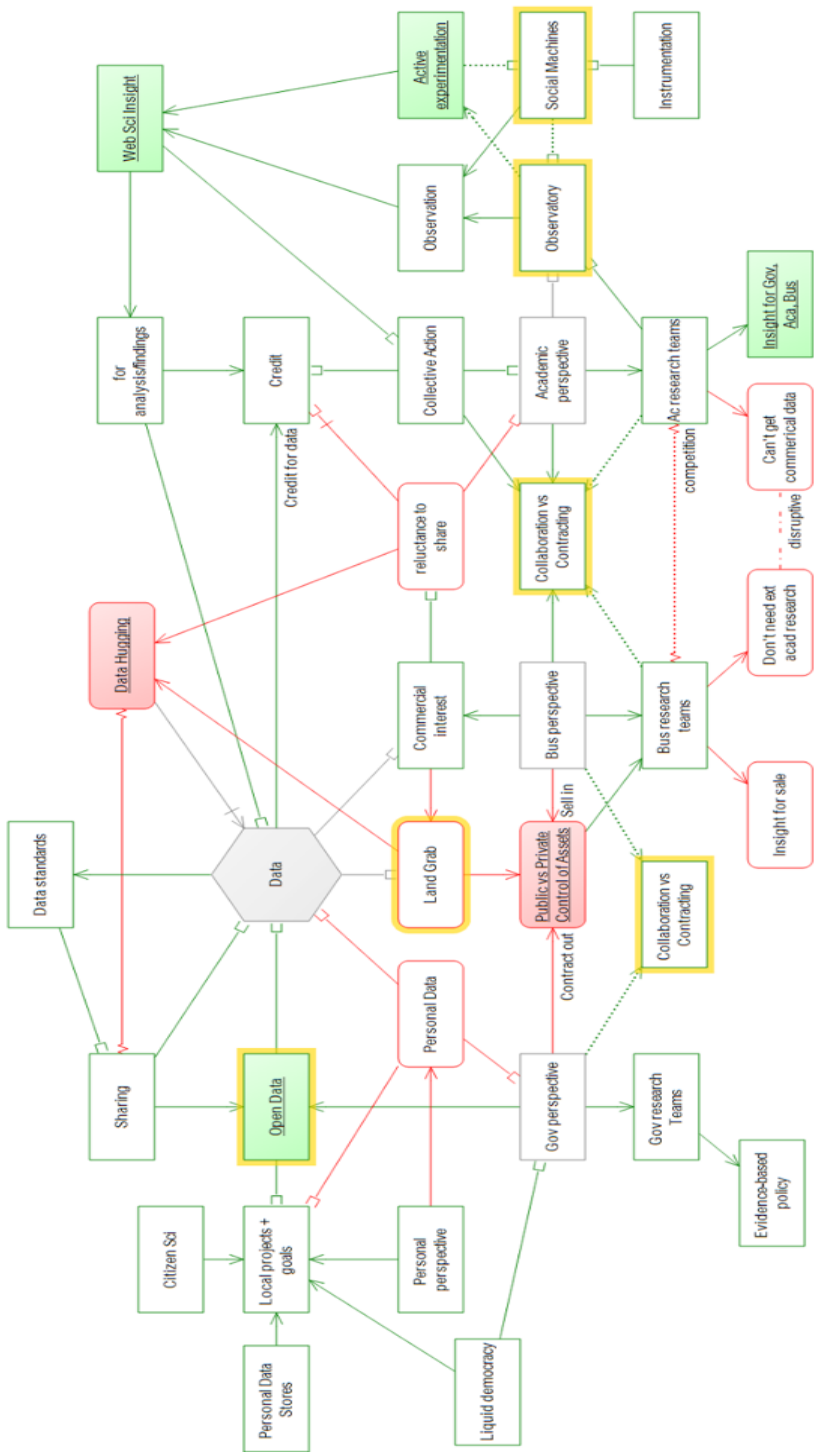 Data standards
Sharing
Data Hugging
for
analysis/findings
Web Sci Insight
Citizen Sci
Personal Data
Stores
Local projects +
goals
Open Data
Data
Credit for data
Credit
Personal
perspective
Personal Data
Land Grab
Commercial
interest
reluctance to
share
Collective Action
Observation
Active
experimentation
Liquid democracy
Gov perspective
Contract out
Public vs Private
Control of Assets
Sell in
Bus perspective
Collaboration vs
Contracting
Academic
perspective
Observatory
Social Machines
Gov research
Teams
Collaboration vs
Contracting
Bus research
teams
competition
Ac research teams
Instrumentation
Evidence-based
policy
Insight for sale
Don't need ext
acad research
disruptive
Can't get
commerical data
Insight for Gov,
Aca, Bus